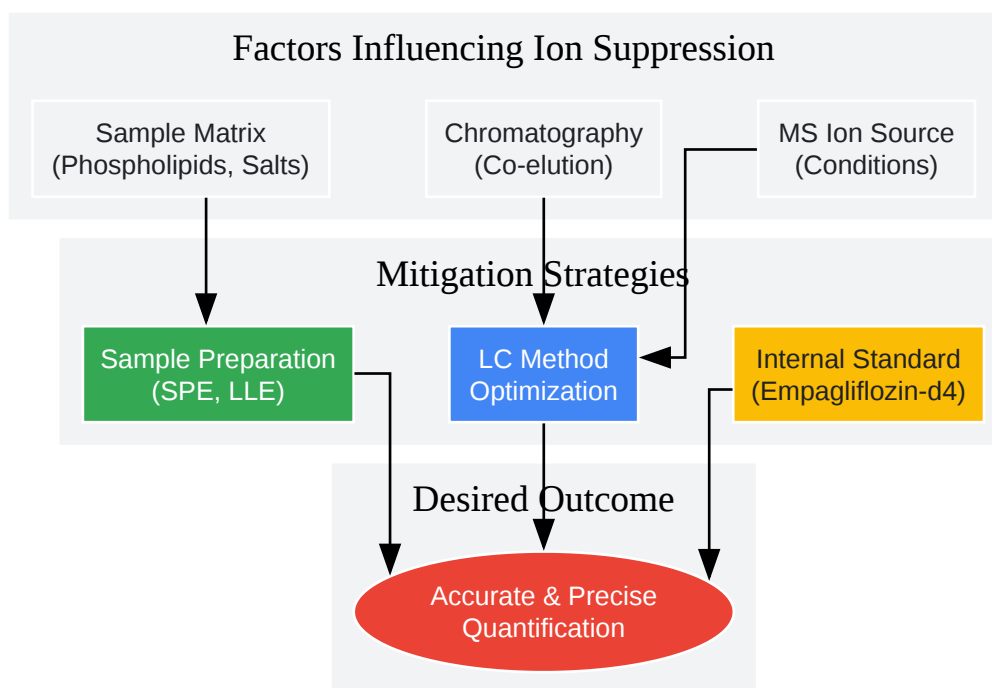 Factors Influencing Ion Suppression
Sample Matrix
(Phospholipids, Salts)
Chromatography
(Co-elution)
MS Ion Source
(Conditions)
Mitigation Strategies
Sample Preparation
(SPE, LLE)
LC Method
Optimization
Internal Standard
(Empagliflozin-d4)
Desired Outcome
Accurate & Precise
Quantification